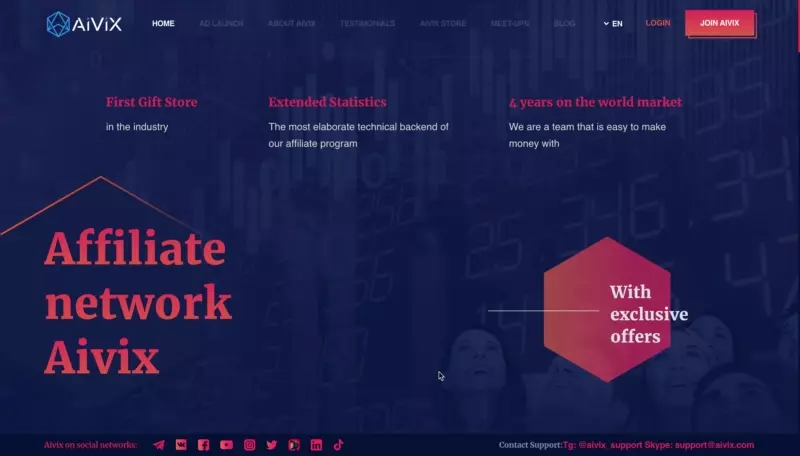 AiViX
HOME
AD LAUNCH
ABOUT AIVIX
TESTIMONIALS
AIVIX STORE
MEET-UPS
BLOG
EN
LOGIN
JOIN AIVIX
First Gift Store
in the industry
Extended Statistics
The most elaborate technical backend of
our affiliate program
4 years on the world market
We are a team that is easy to make
money with
Affiliate
network
Aivix
With
exclusive
offers
Aivix on social networks:
Contact Support:Tg: @aivix_support Skype: support@aivix.com